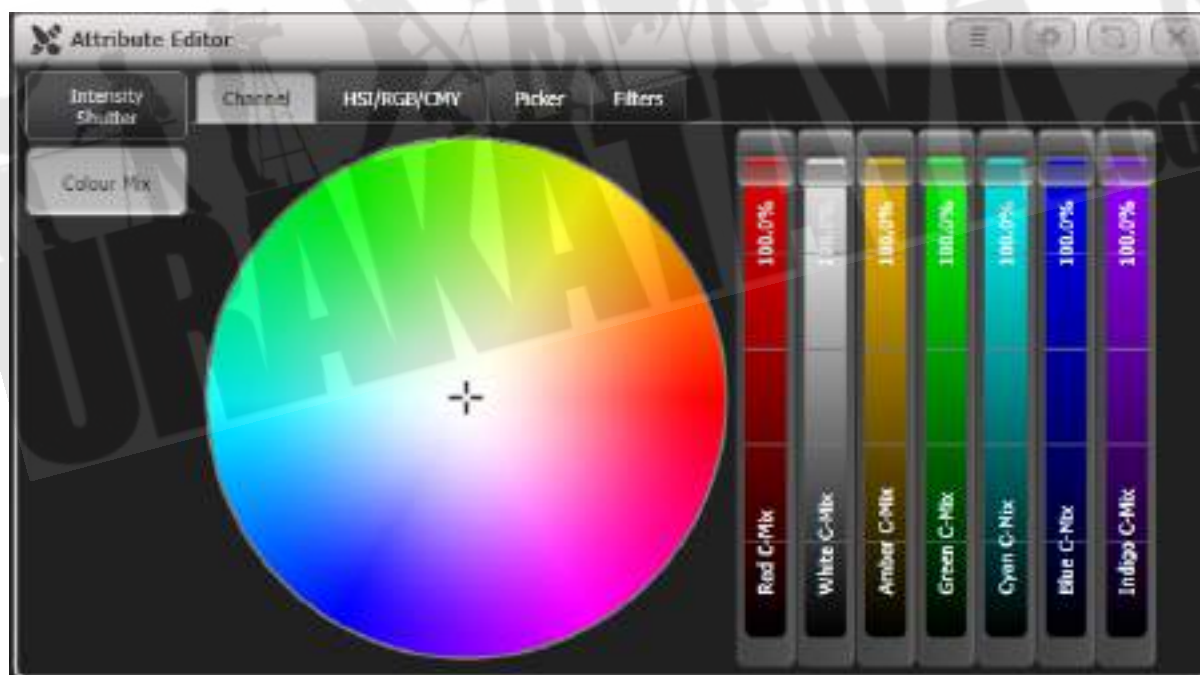 Attribute Editor
Intensity
Shutter
Channel
HSI/RGB/CMY
Picker
Filters
Colour Mix
100.0%
100.0%
100.0%
100.0%
100.0%
100.0%
100.0%
Red C-Mix
White C-Mix
Amber C-Mix
Green C-Mix
Cyan C-Mix
Blue C-Mix
Indigo C-Mix